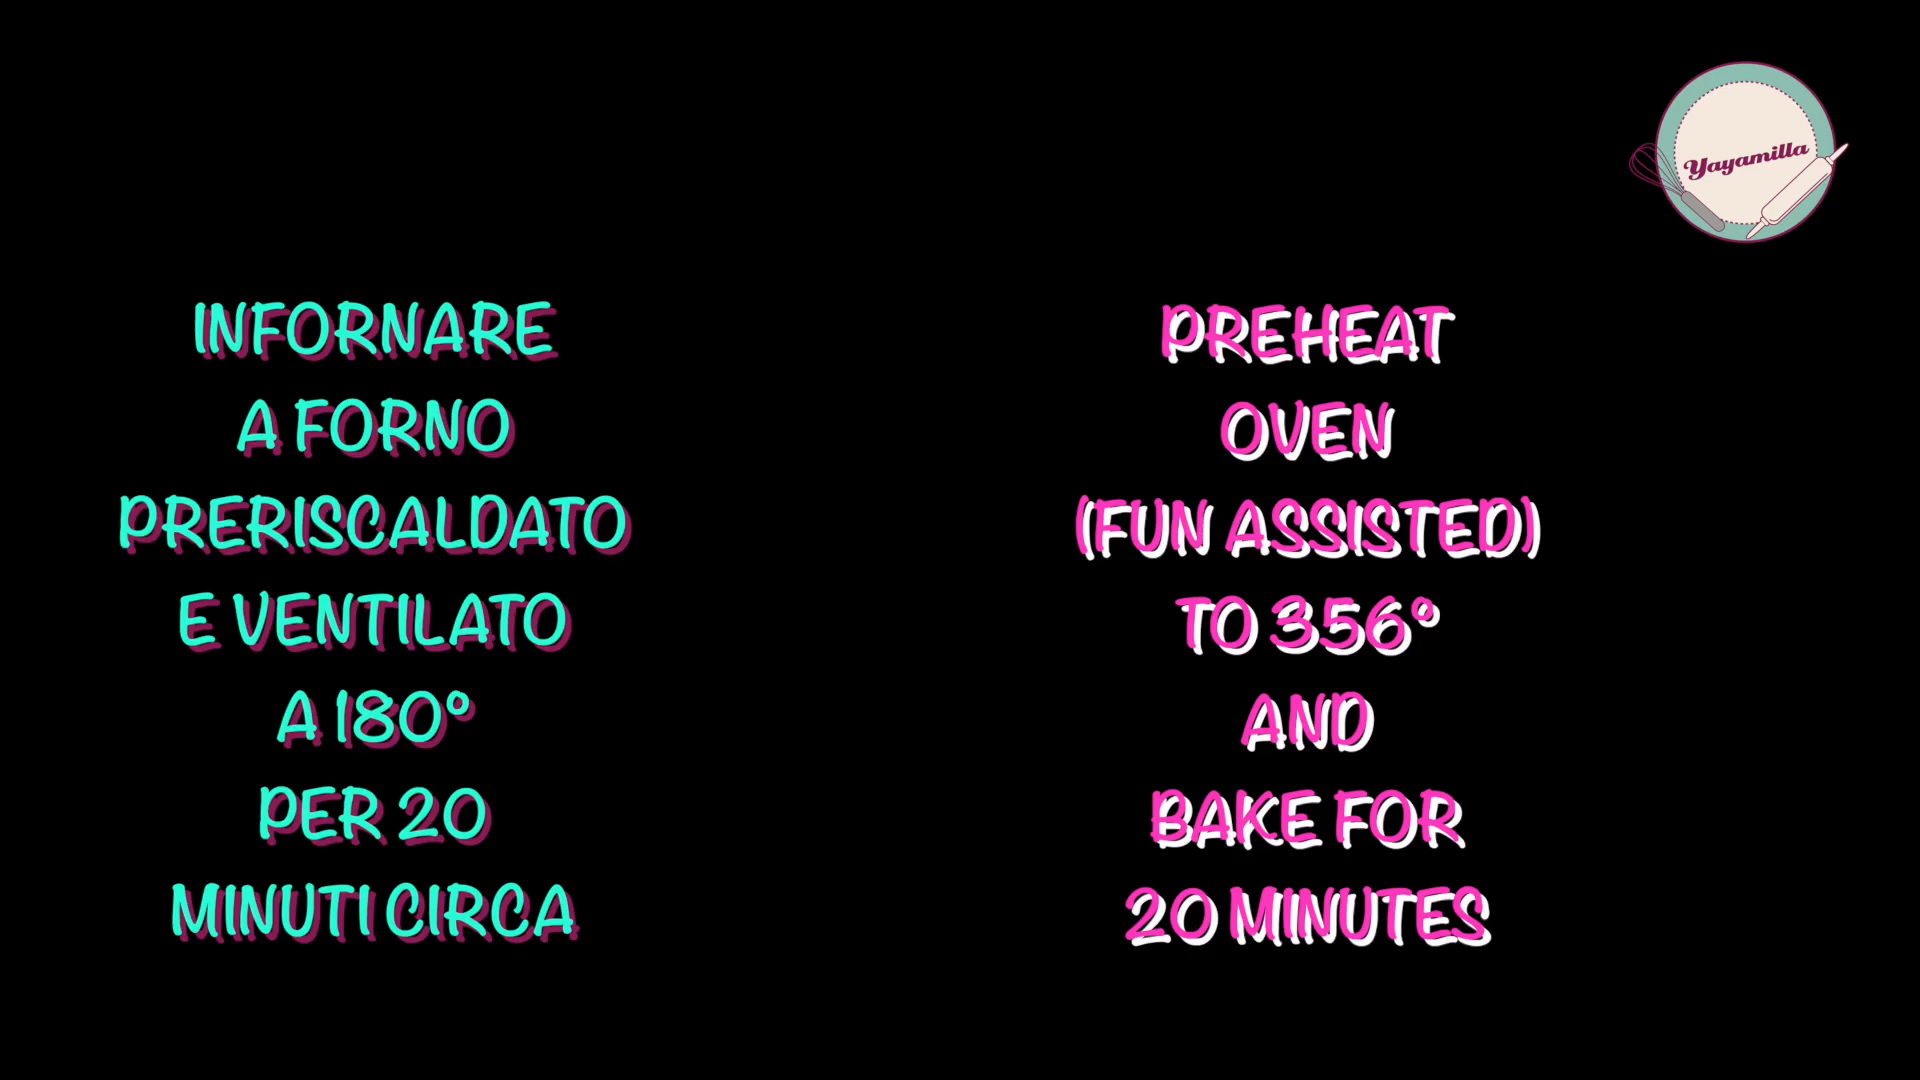 Yayamilla
INFORNARE
A FORNO
PRERISCALDATO
E VENTILATO
A 180°
PER 20
MINUTI CIRCA
PREHEAT
OVEN
(FUN ASSISTED)
TO 356°
AND
BAKE FOR
20 MINUTES